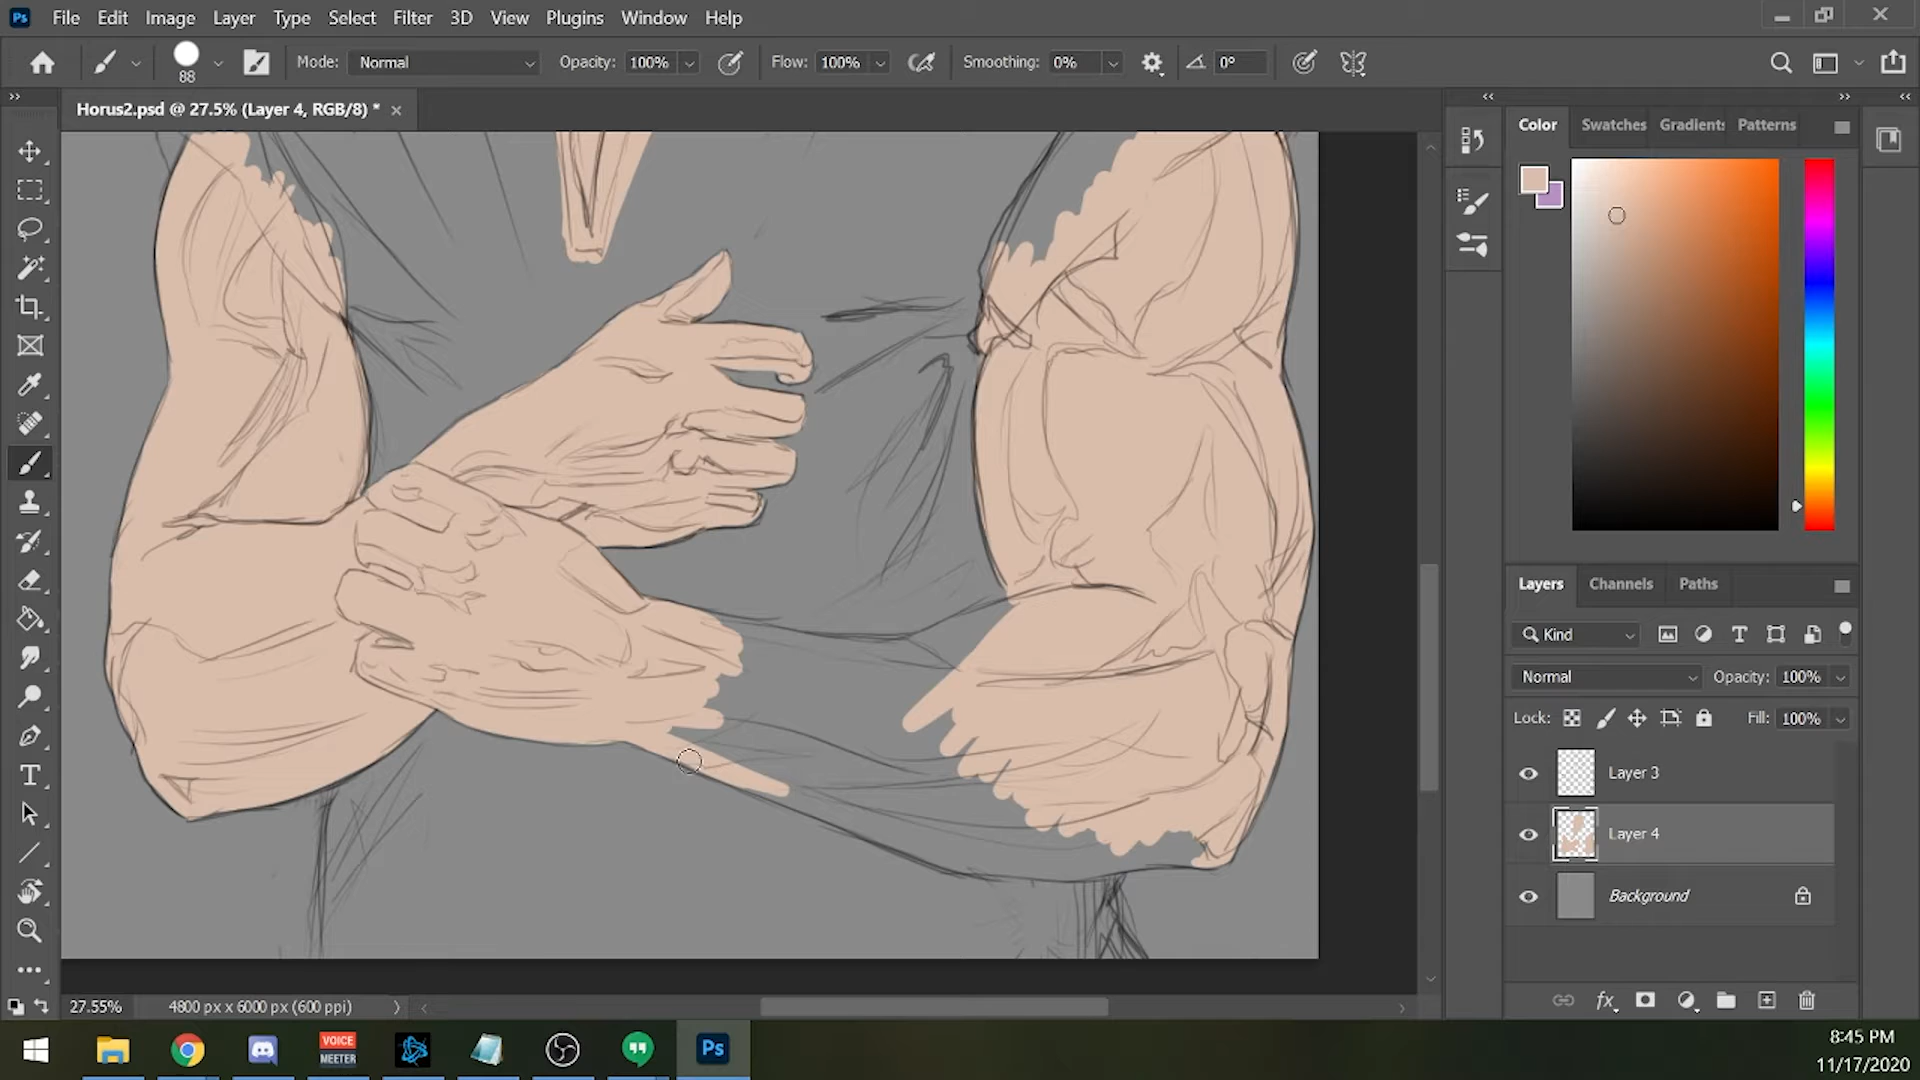 Ps File Edit Image Layer Type Select Filter 3D View Plugins Window Help
88 Mode: Normal Opacity: 100% Flow: 100% Smoothing: 0% 0°
Horus2.psd @ 27.5% (Layer 4, RGB/8) *
Color Swatches Gradients Patterns
Layers Channels Paths
Kind
Normal Opacity: 100%
Lock: Fill: 100%
Layer 3
Layer 4
Background
fx
27.55% 4800 px x 6000 px (600 ppi)
VOICE
MEETER
Ps
8:45 PM
11/17/2020